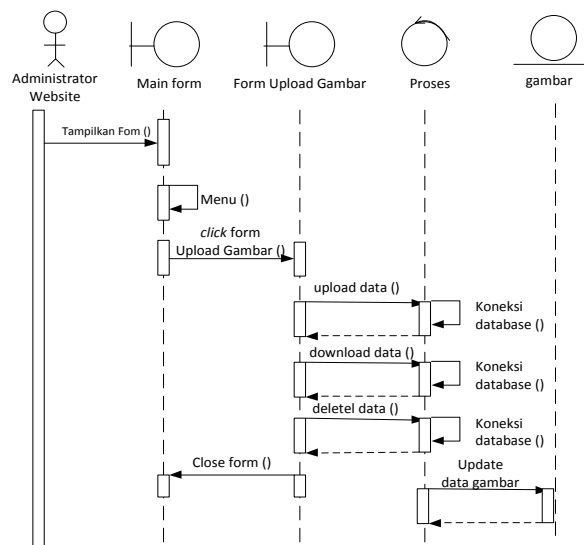 Administrator
Website
Main form
Form Upload Gambar
Proses
gambar
Tampilkan Fom ()
Menu ()
click form
Upload Gambar ()
upload data ()
Koneksi
database ()
download data ()
Koneksi
database ()
deletel data ()
Koneksi
database ()
Close form ()
Update
data gambar